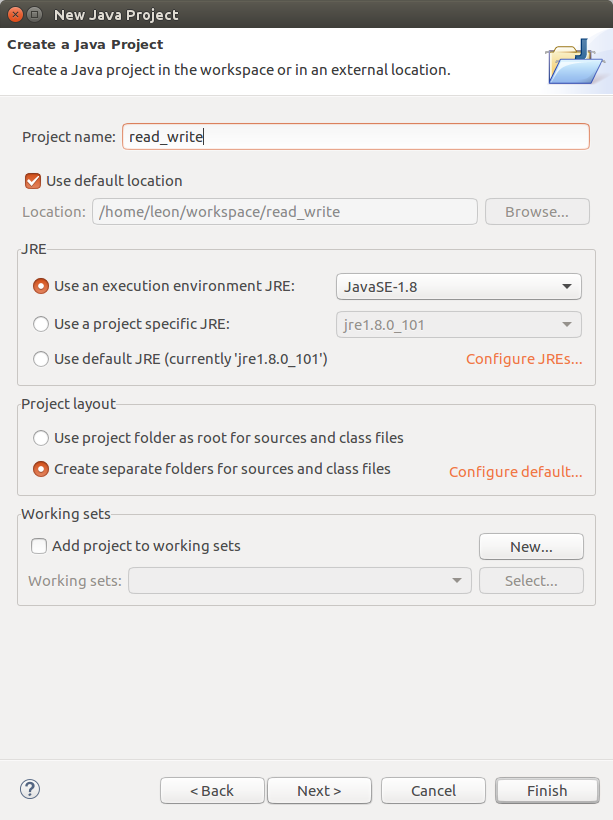 New Java Project
Create a Java Project
Create a Java project in the workspace or in an external location.
Project name: read_write
Use default location
Location: /home/leon/workspace/read_write Browse...
JRE
Use an execution environment JRE: JavaSE-1.8
Use a project specific JRE: jre1.8.0_101
Use default JRE (currently 'jre1.8.0_101') Configure JREs...
Project layout
Use project folder as root for sources and class files
Create separate folders for sources and class files Configure default...
Working sets
Add project to working sets New...
Working sets: Select...
? < Back Next > Cancel Finish